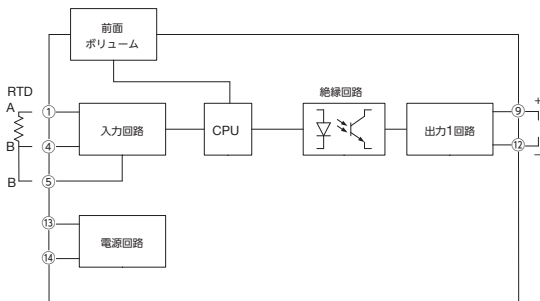 前面
ボリューム
RTD
A
①
入力回路
CPU
絶縁回路
出力1回路
⑨
+
B
④
⑫
−
B
⑤
⑬
電源回路
⑭